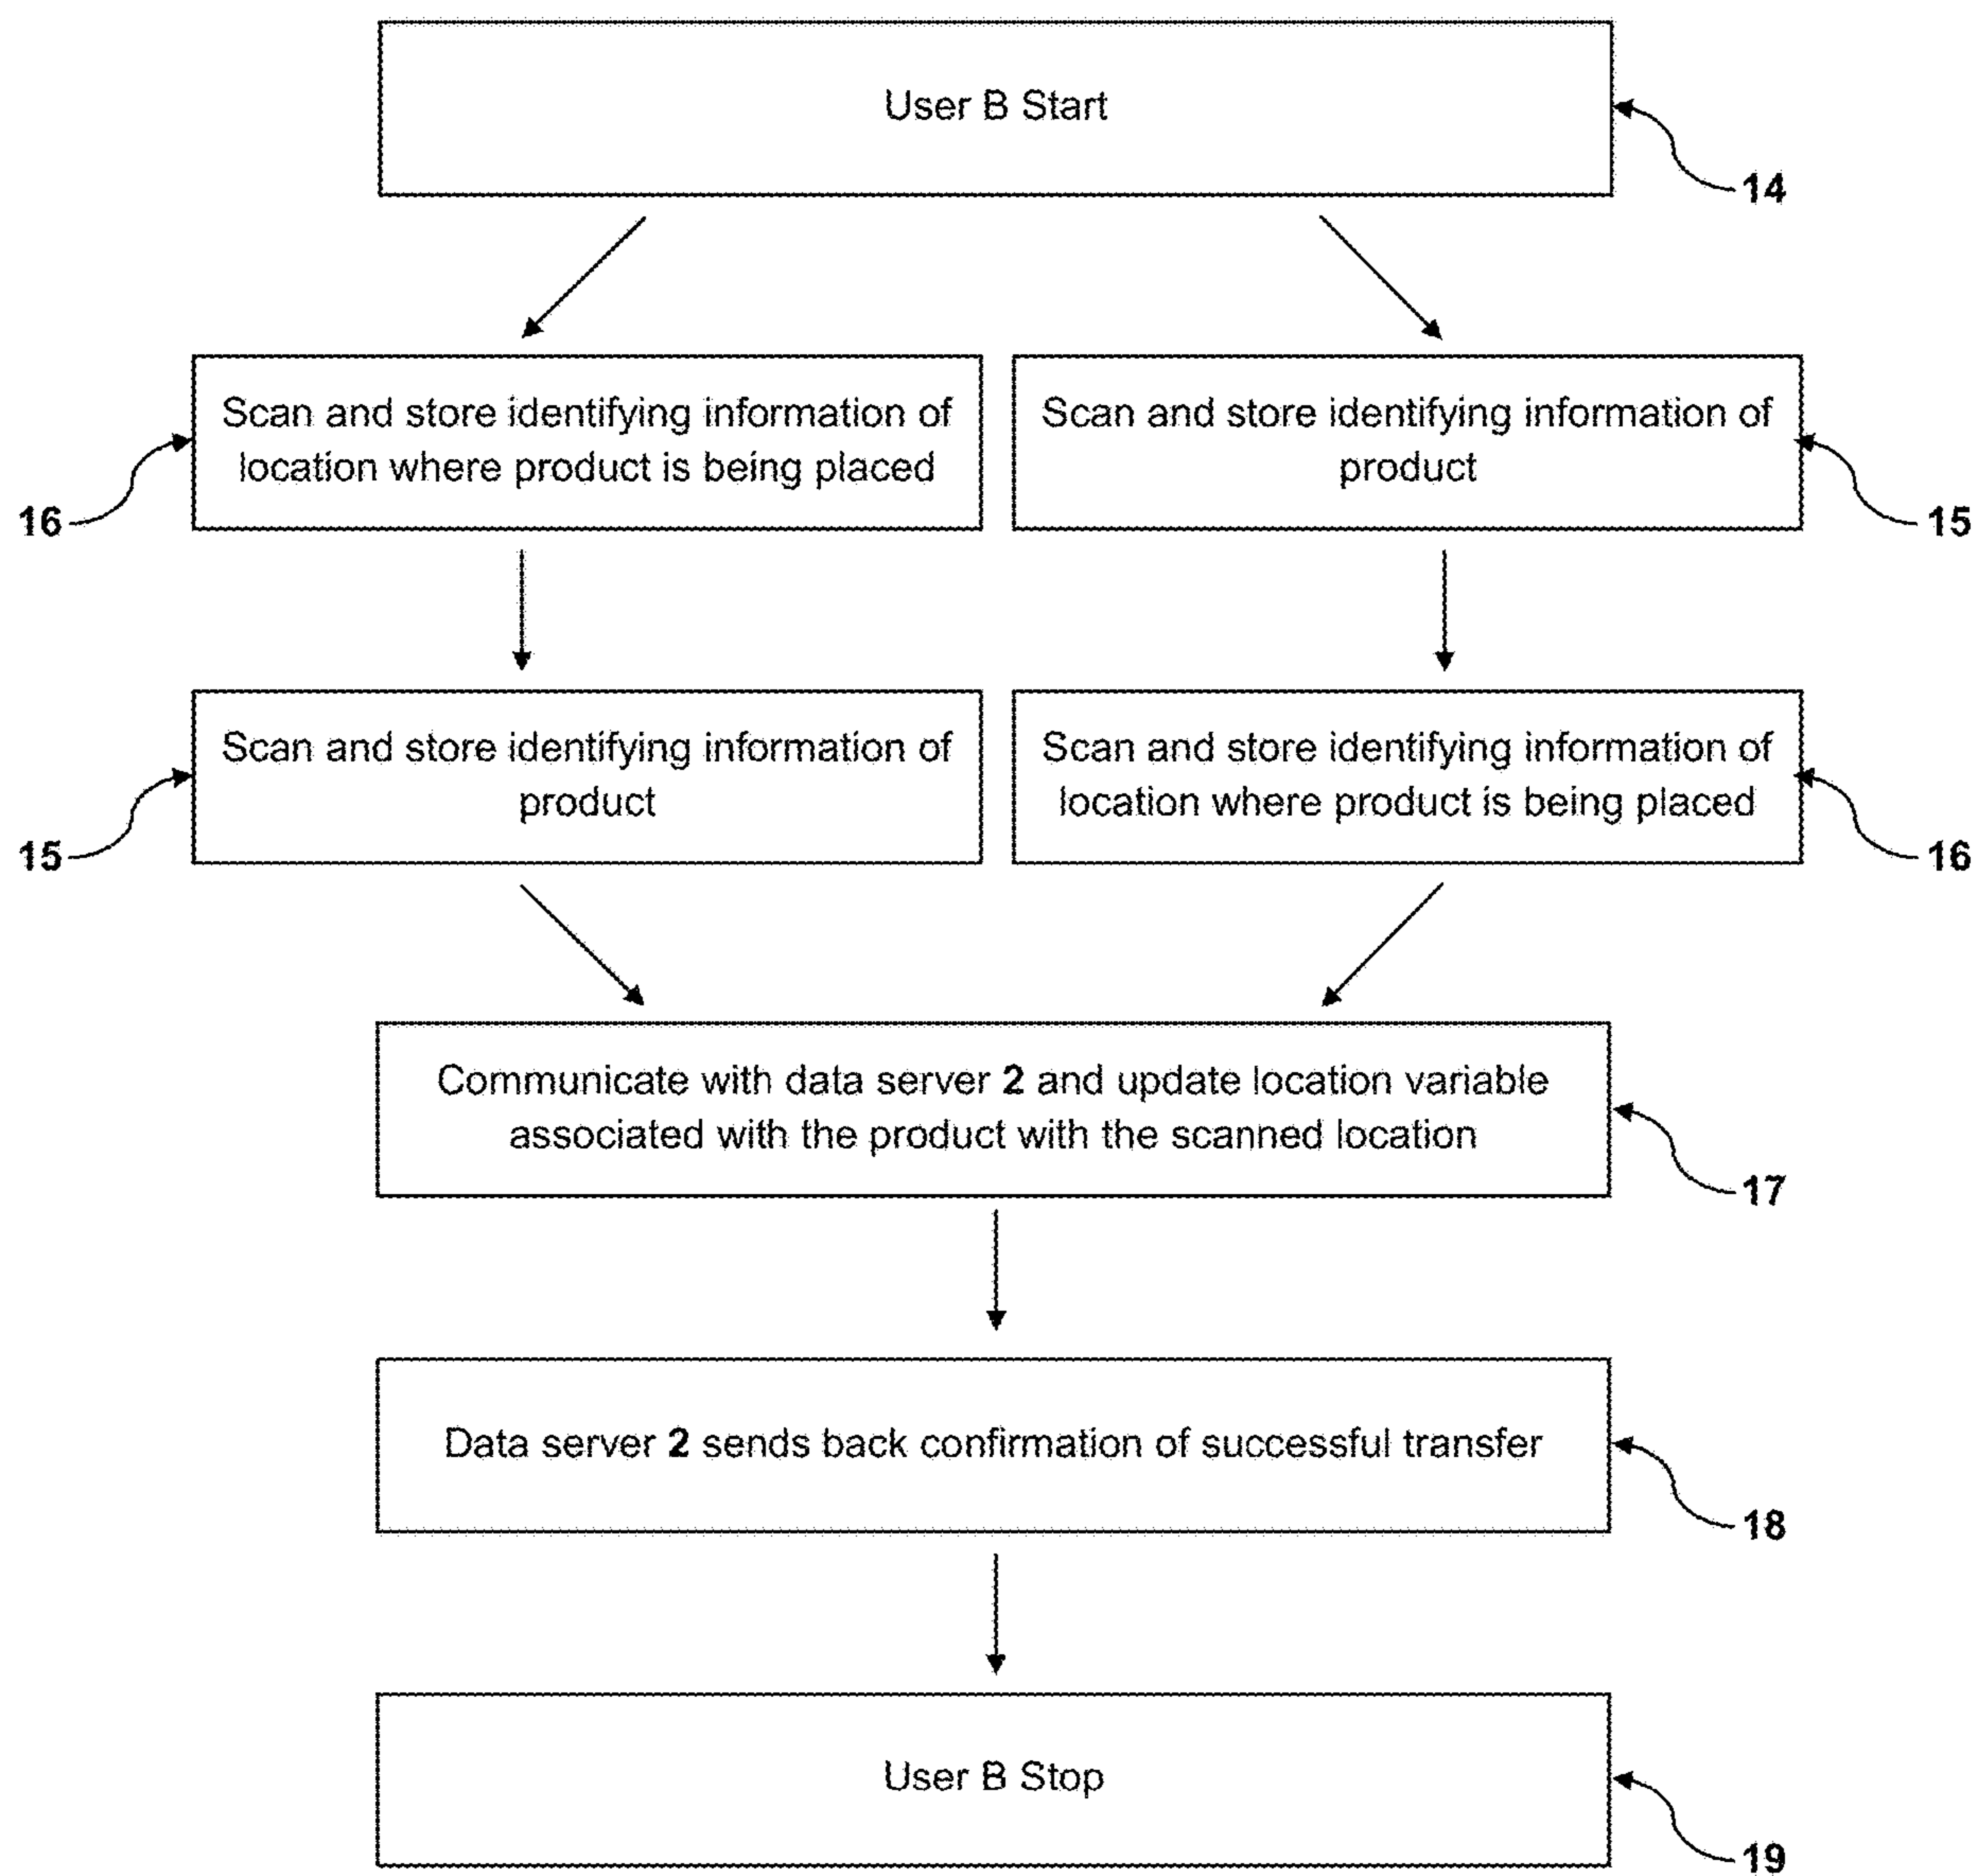 User B Start
14
Scan and store identifying information of
location where product is being placed
16
Scan and store identifying information of
product
15
Scan and store identifying information of
product
15
Scan and store identifying information of
location where product is being placed
16
Communicate with data server 2 and update location variable
associated with the product with the scanned location
17
Data server 2 sends back confirmation of successful transfer
18
User B Stop
19